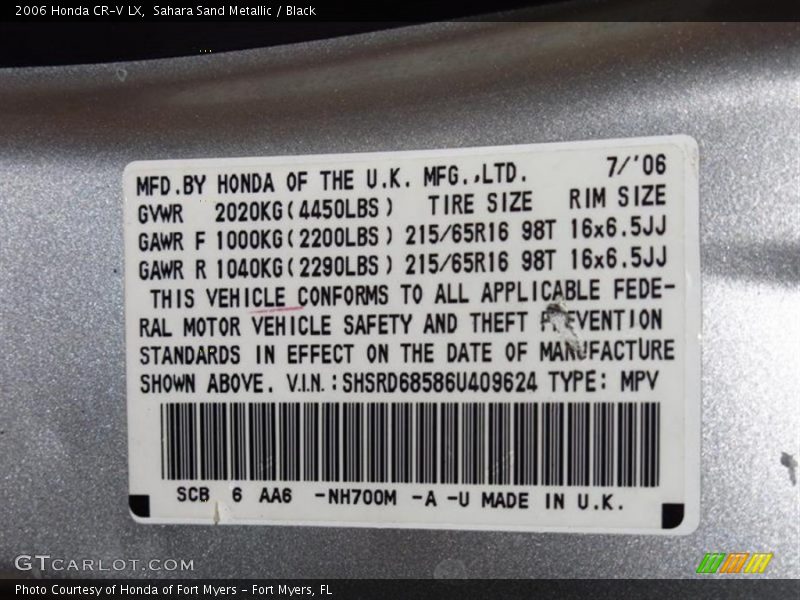 2006 Honda CR-V LX, Sahara Sand Metallic / Black
MFD.BY HONDA OF THE U.K. MFG.,LTD. 7/'06
GVWR 2020KG(4450LBS) TIRE SIZE RIM SIZE
GAWR F 1000KG(2200LBS) 215/65R16 98T 16x6.5JJ
GAWR R 1040KG(2290LBS) 215/65R16 98T 16x6.5JJ
THIS VEHICLE CONFORMS TO ALL APPLICABLE FEDE-
RAL MOTOR VEHICLE SAFETY AND THEFT PREVENTION
STANDARDS IN EFFECT ON THE DATE OF MANUFACTURE
SHOWN ABOVE. V.I.N.:SHSRD68586U409624 TYPE: MPV
SCB 6 AA6 -NH700M -A -U MADE IN U.K.
GTCARLOT.COM
Photo Courtesy of Honda of Fort Myers - Fort Myers, FL